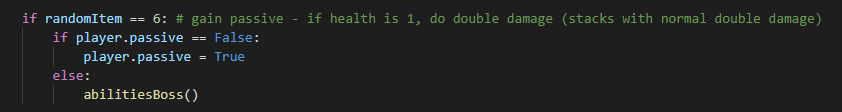 if randomItem == 6: # gain passive - if health is 1, do double damage (stacks with normal double damage)
    if player.passive == False:
        player.passive = True
    else:
        abilitiesBoss()